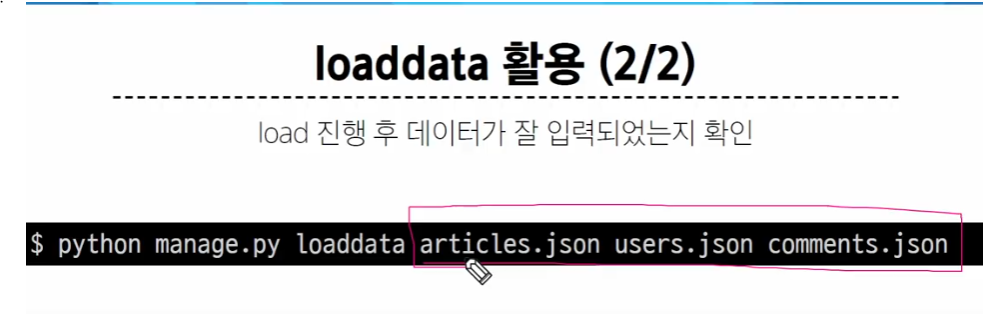 loaddata 활용 (2/2)
load 진행 후 데이터가 잘 입력되었는지 확인
$ python manage.py loaddata articles.json users.json comments.json